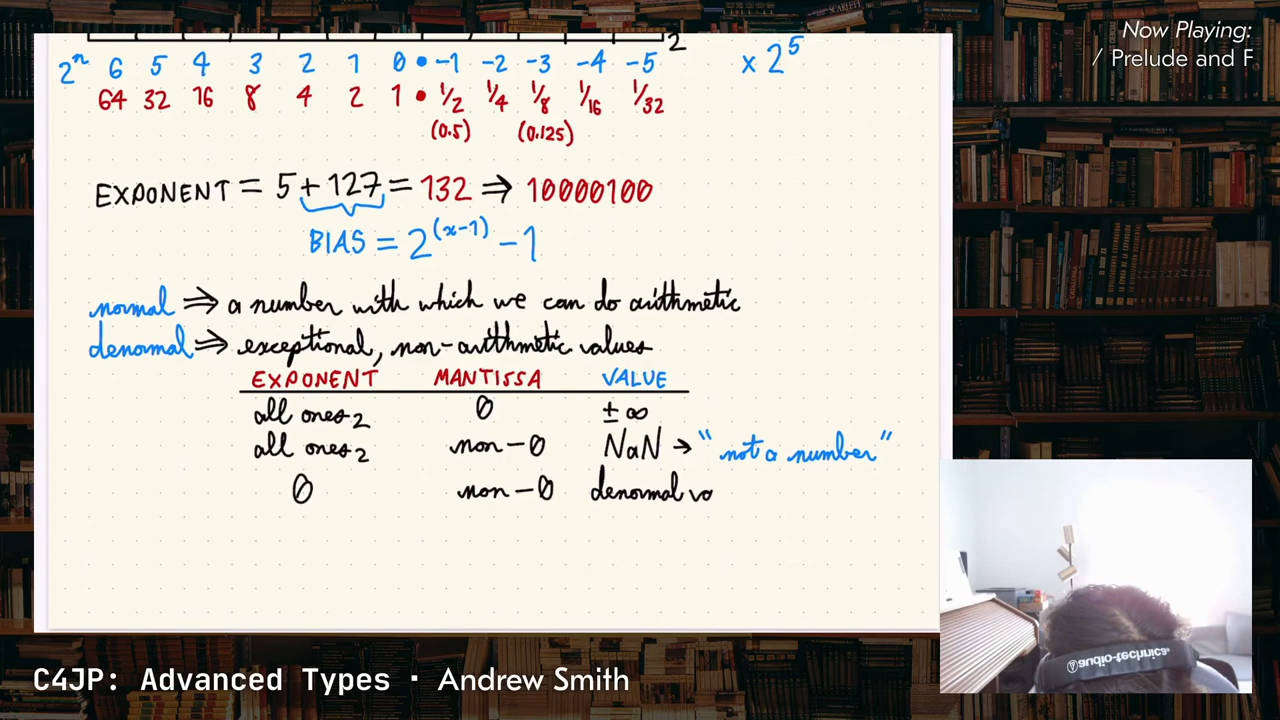 Now Playing:
/ Prelude and F
2
2ⁿ 6 5 4 3 2 1 0 • -1 -2 -3 -4 -5 x 2⁵
64 32 16 8 4 2 1 • 1/2 1/4 1/8 1/16 1/32
(0.5) (0.125)
EXPONENT = 5 + 127 = 132 ⇒ 10000100
BIAS = 2^(x-1) - 1
normal ⇒ a number with which we can do arithmetic
denormal ⇒ exceptional, non-arithmetic values
EXPONENT MANTISSA VALUE
all ones₂ 0 ± ∞
all ones₂ non-0 NaN → "not a number"
0 non-0 denormal va
audio-technica
C4JP: Advanced Types ▪ Andrew Smith